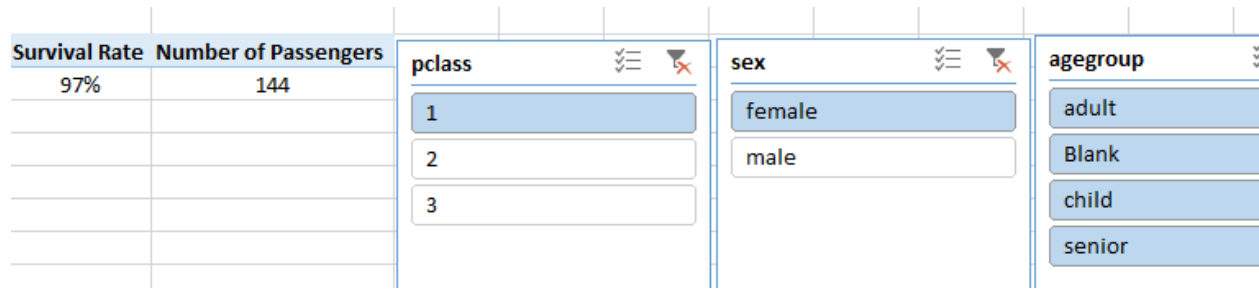 Survival Rate Number of Passengers
97% 144
pclass
1
2
3
sex
female
male
agegroup
adult
Blank
child
senior